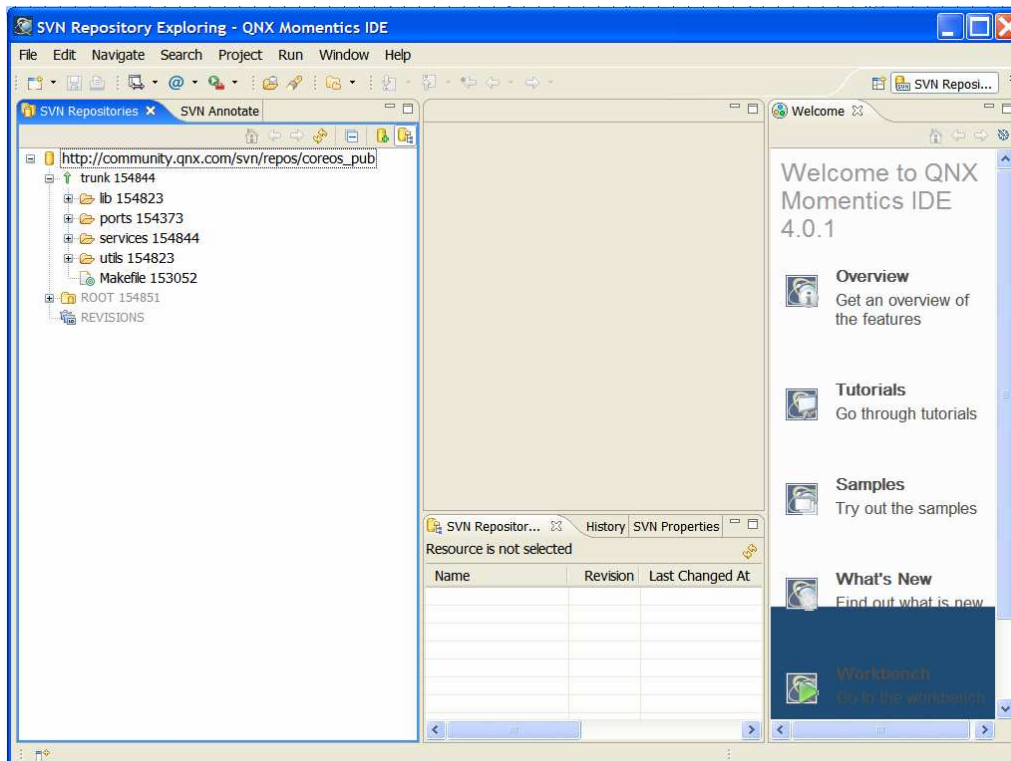 SVN Repository Exploring - QNX Momentics IDE
File Edit Navigate Search Project Run Window Help
SVN Reposi...
SVN Repositories
SVN Annotate
http://community.qnx.com/svn/repos/coreos_pub
trunk 154844
lib 154823
ports 154373
services 154844
utils 154823
Makefile 153052
ROOT 154851
REVISIONS
SVN Repositor...
History
SVN Properties
Resource is not selected
Name Revision Last Changed At
Welcome
Welcome to QNX
Momentics IDE
4.0.1
Overview
Get an overview of
the features
Tutorials
Go through tutorials
Samples
Try out the samples
What's New
Find out what is new
Workbench
Go to the workbench